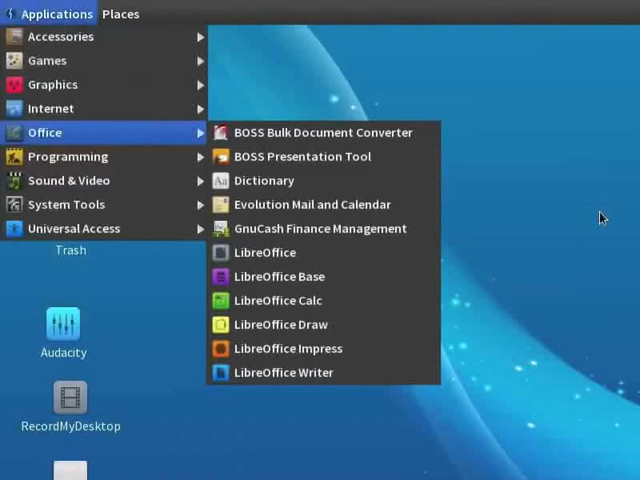 Applications Places
Accessories
Games
Graphics
Internet
Office
Programming
Sound & Video
System Tools
Universal Access
BOSS Bulk Document Converter
BOSS Presentation Tool
Dictionary
Evolution Mail and Calendar
GnuCash Finance Management
LibreOffice
LibreOffice Base
LibreOffice Calc
LibreOffice Draw
LibreOffice Impress
LibreOffice Writer
Trash
Audacity
RecordMyDesktop